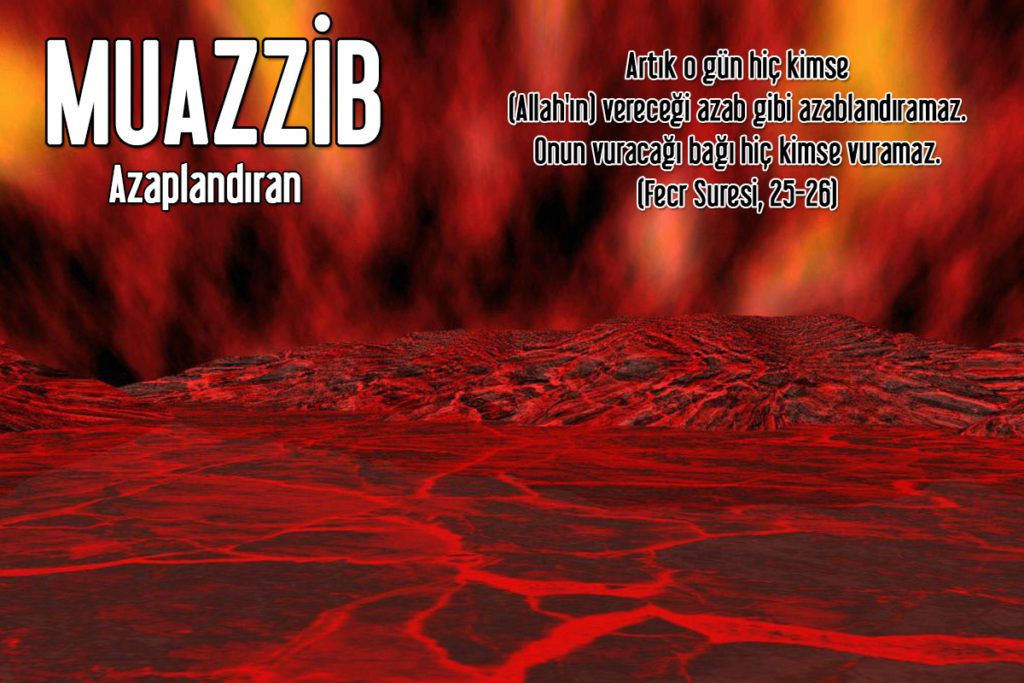 MUAZZİB
Azaplandıran
Artık o gün hiç kimse
(Allah'ın) vereceği azab gibi azablandıramaz.
Onun vuracağı bağı hiç kimse vuramaz.
(Fecr Suresi, 25-26)